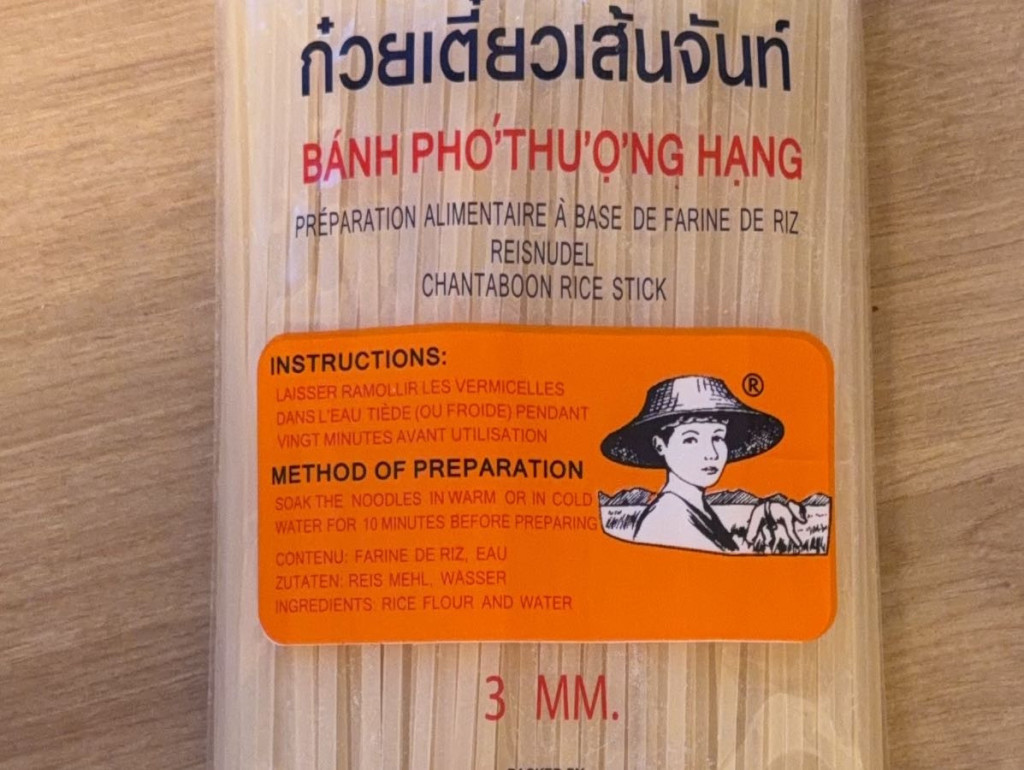 ก๋วยเตี๋ยวเส้นจันท์
BÁNH PHO'́THU'Ọ'NG HẠNG
PRÉPARATION ALIMENTAIRE À BASE DE FARINE DE RIZ
REISNUDEL
CHANTABOON RICE STICK
INSTRUCTIONS:
LAISSER RAMOLLIR LES VERMICELLES
DANS L'EAU TIÈDE (OU FROIDE) PENDANT
VINGT MINUTES AVANT UTILISATION
METHOD OF PREPARATION
SOAK THE NOODLES IN WARM OR IN COLD
WATER FOR 10 MINUTES BEFORE PREPARING
CONTENU: FARINE DE RIZ, EAU
ZUTATEN: REIS MEHL, WASSER
INGREDIENTS: RICE FLOUR AND WATER
®
3 MM.